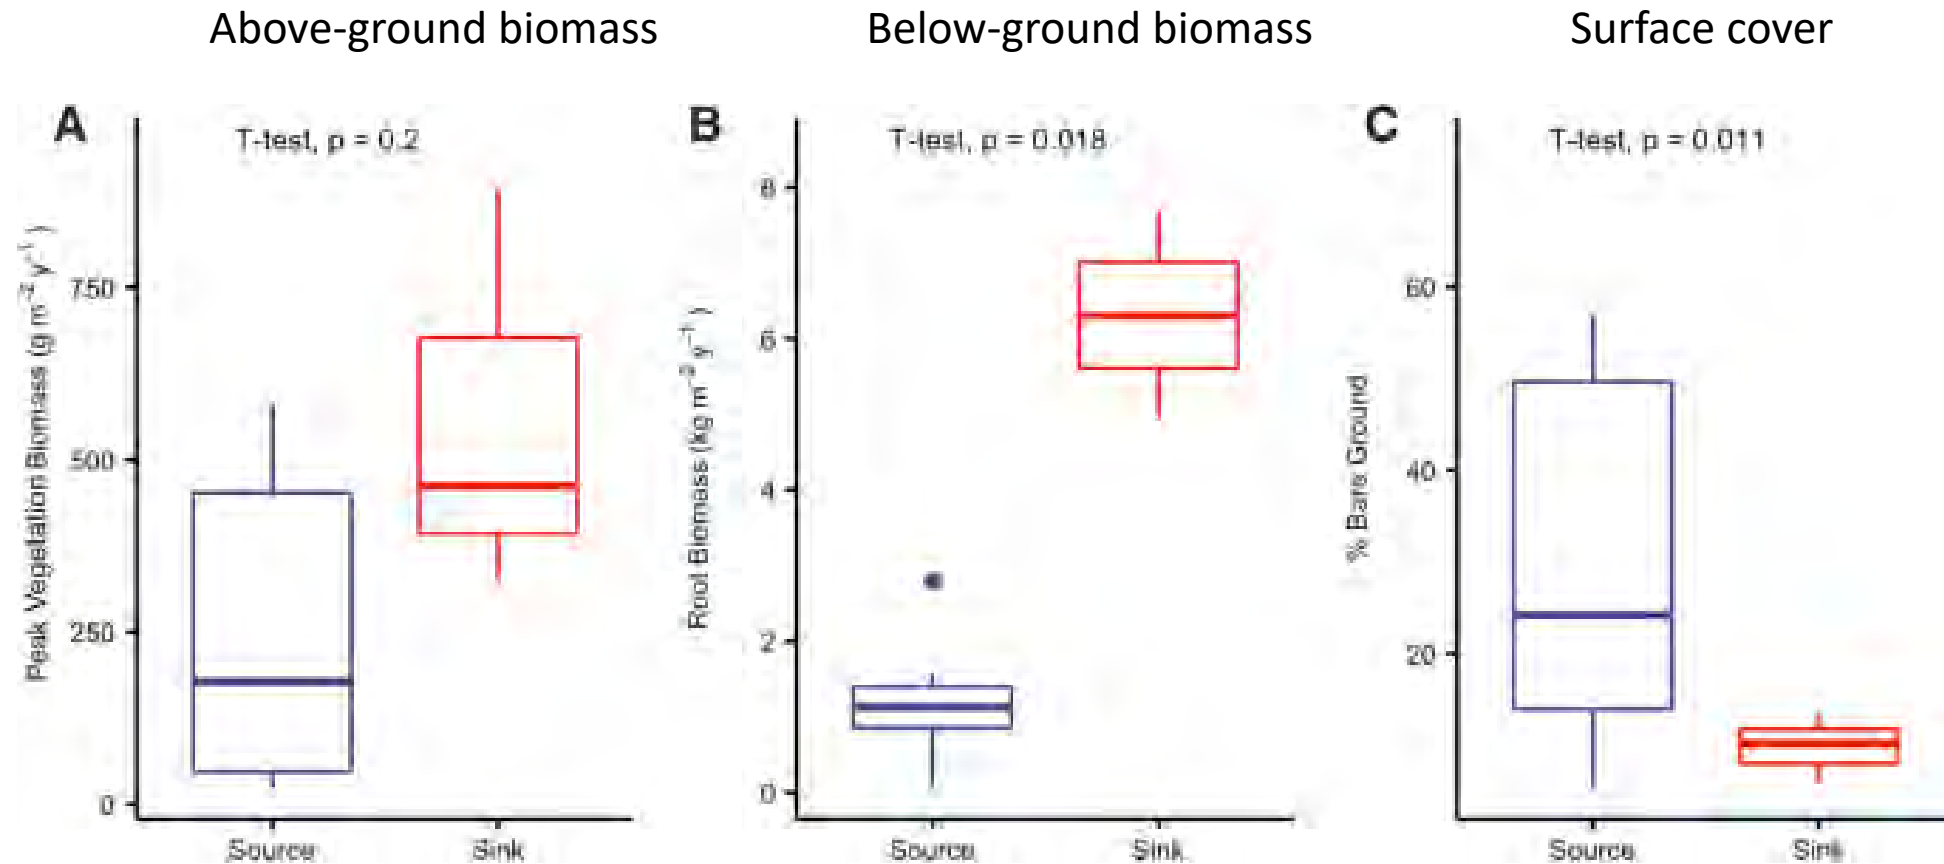 Above-ground biomass
Below-ground biomass
Surface cover
A
T-test, p = 0.2
Peak Vegetation Biomass (g m⁻² y⁻¹)
750
500
250
0
Source
Sink
B
T-test, p = 0.018
Root Biomass (kg m⁻² y⁻¹)
8
6
4
2
0
Source
Sink
C
T-test, p = 0.011
% Bare Ground
60
40
20
Source
Sink